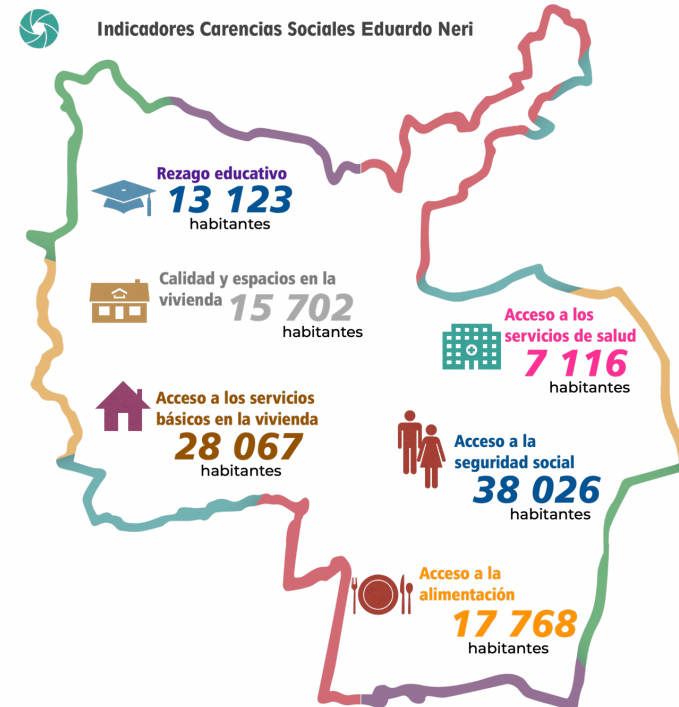 Indicadores Carencias Sociales Eduardo Neri
Rezago educativo
13 123
habitantes
Calidad y espacios en la
vivienda 15 702
habitantes
Acceso a los servicios
básicos en la vivienda
28 067
habitantes
Acceso a los
servicios de salud
7 116
habitantes
Acceso a la
seguridad social
38 026
habitantes
Acceso a la
alimentación
17 768
habitantes